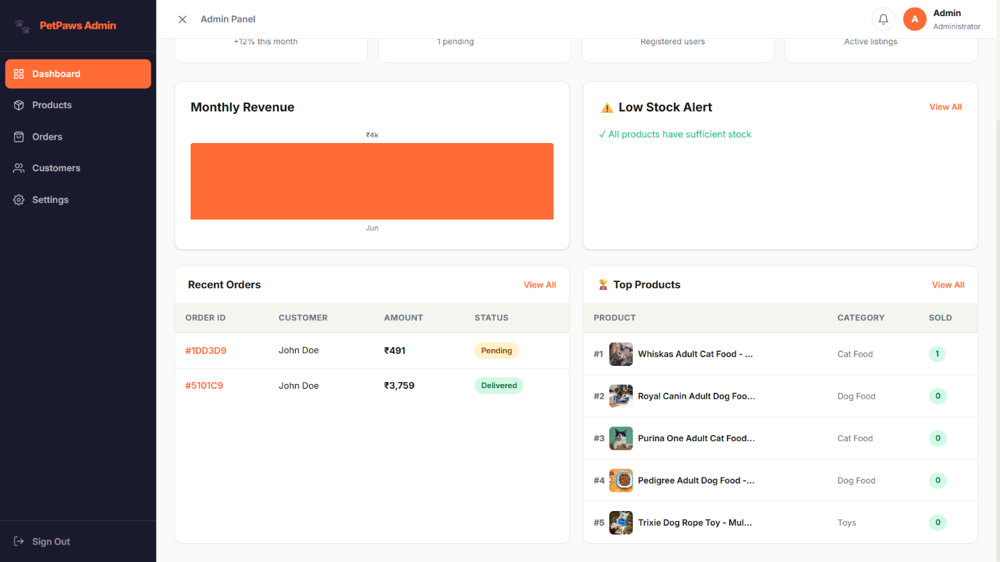 PetPaws Admin
Dashboard
Products
Orders
Customers
Settings
Sign Out
Admin Panel
A
Admin
Administrator
+12% this month
1 pending
Registered users
Active listings
Monthly Revenue
₹4k
Jun
Low Stock Alert
View All
✓ All products have sufficient stock
Recent Orders
View All
ORDER ID CUSTOMER AMOUNT STATUS
#1DD3D9 John Doe ₹491 Pending
#5101C9 John Doe ₹3,759 Delivered
Top Products
View All
PRODUCT CATEGORY SOLD
#1 Whiskas Adult Cat Food - ... Cat Food 1
#2 Royal Canin Adult Dog Foo... Dog Food 0
#3 Purina One Adult Cat Food... Cat Food 0
#4 Pedigree Adult Dog Food -... Dog Food 0
#5 Trixie Dog Rope Toy - Mul... Toys 0